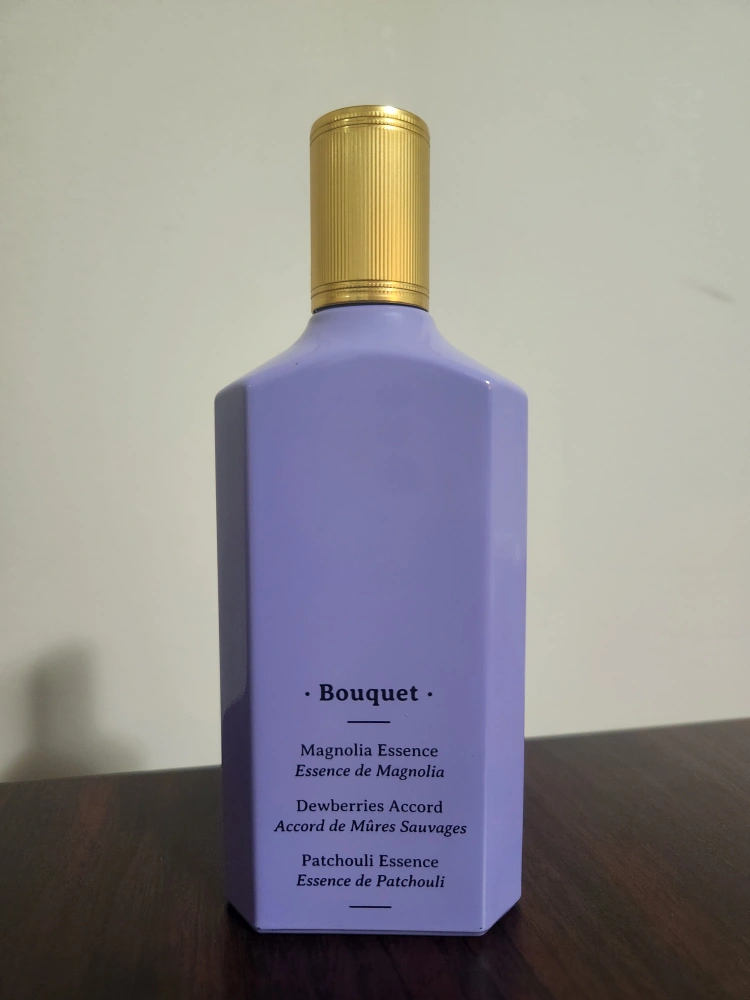 · Bouquet ·
Magnolia Essence
Essence de Magnolia
Dewberries Accord
Accord de Mûres Sauvages
Patchouli Essence
Essence de Patchouli